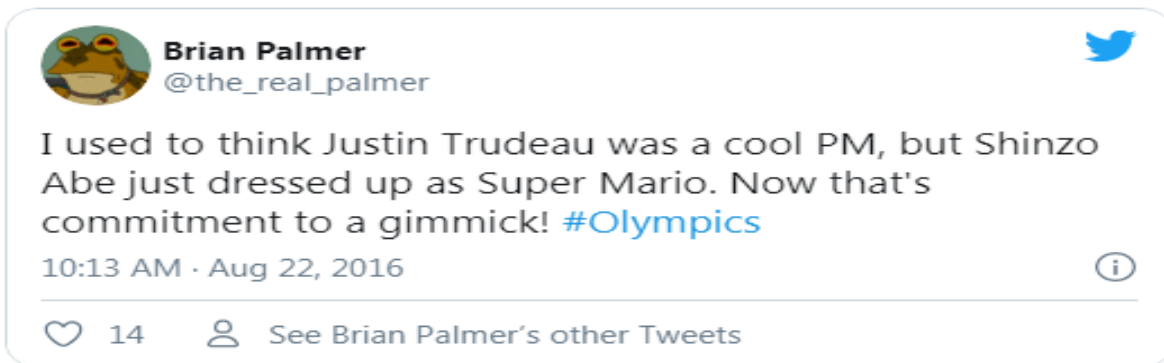 Brian Palmer
@the_real_palmer
I used to think Justin Trudeau was a cool PM, but Shinzo
Abe just dressed up as Super Mario. Now that's
commitment to a gimmick! #Olympics
10:13 AM · Aug 22, 2016
14 See Brian Palmer's other Tweets